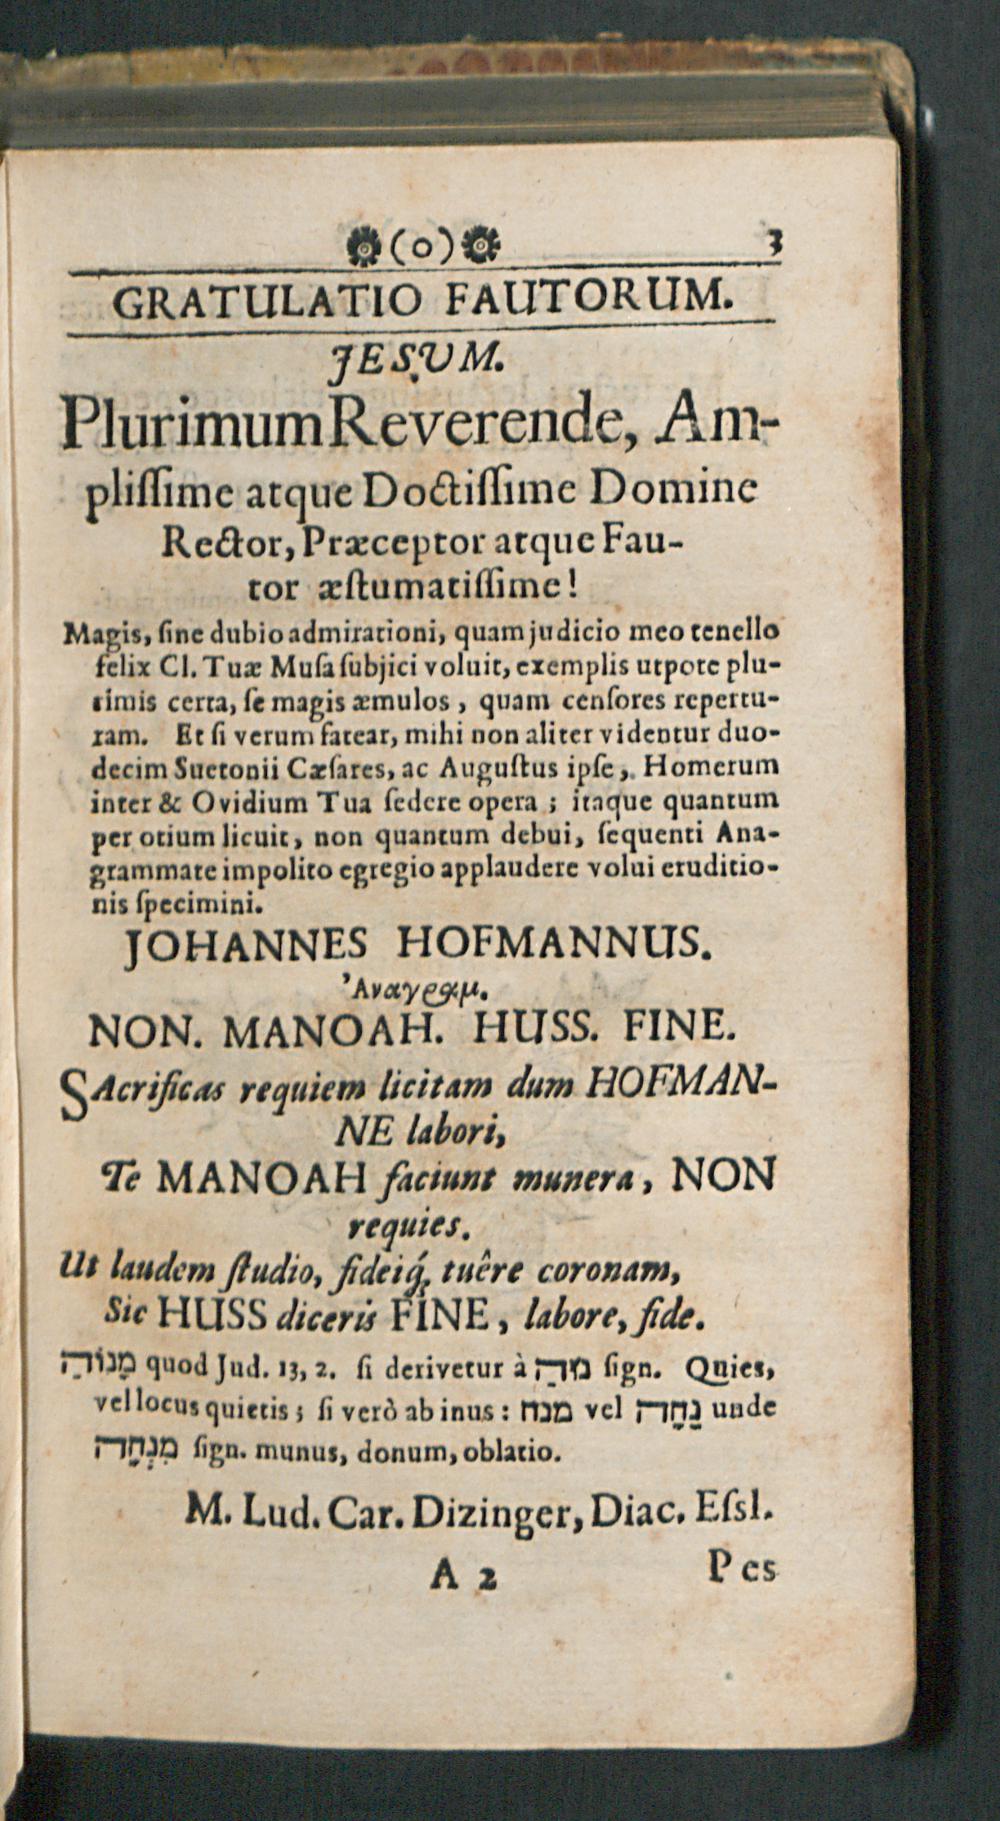 (o) 3
GRATULATIO FAUTORUM.
JESUM.
Plurimum Reverende, Am-
pliſſime atque Doctiſſime Domine
Rector, Præceptor atque Fau-
tor æſtumatiſſime!
Magis, ſine dubio admirationi, quam judicio meo tenello
felix Cl. Tuæ Muſa ſubjici voluit, exemplis utpote plu-
rimis certa, ſe magis æmulos, quam cenſores repertu-
ram. Et ſi verum fatear, mihi non aliter videntur duo-
decim Suetonii Cæſares, ac Auguſtus ipſe, Homerum
inter & Ovidium Tua ſedere opera; itaque quantum
per otium licuit, non quantum debui, ſequenti Ana-
grammate impolito egregio applaudere volui eruditio-
nis ſpecimini.
JOHANNES HOFMANNUS.
Ἀναγραμ.
NON. MANOAH. HUSS. FINE.
SAcrificas requiem licitam dum HOFMAN-
NE labori,
Te MANOAH faciunt munera, NON
requies.
Ut laudem ſtudio, fideiq́; tuêre coronam,
Sic HUSS diceris FINE, labore, fide.
מָנוֹהַ quod Jud. 13, 2. ſi derivetur à מֹהַ ſign. Quies,
vel locus quietis; ſi verò ab inus: מנח vel נָחָה unde
מִנְחָה ſign. munus, donum, oblatio.
M. Lud. Car. Dizinger, Diac. Eſsl.
A 2 Pes